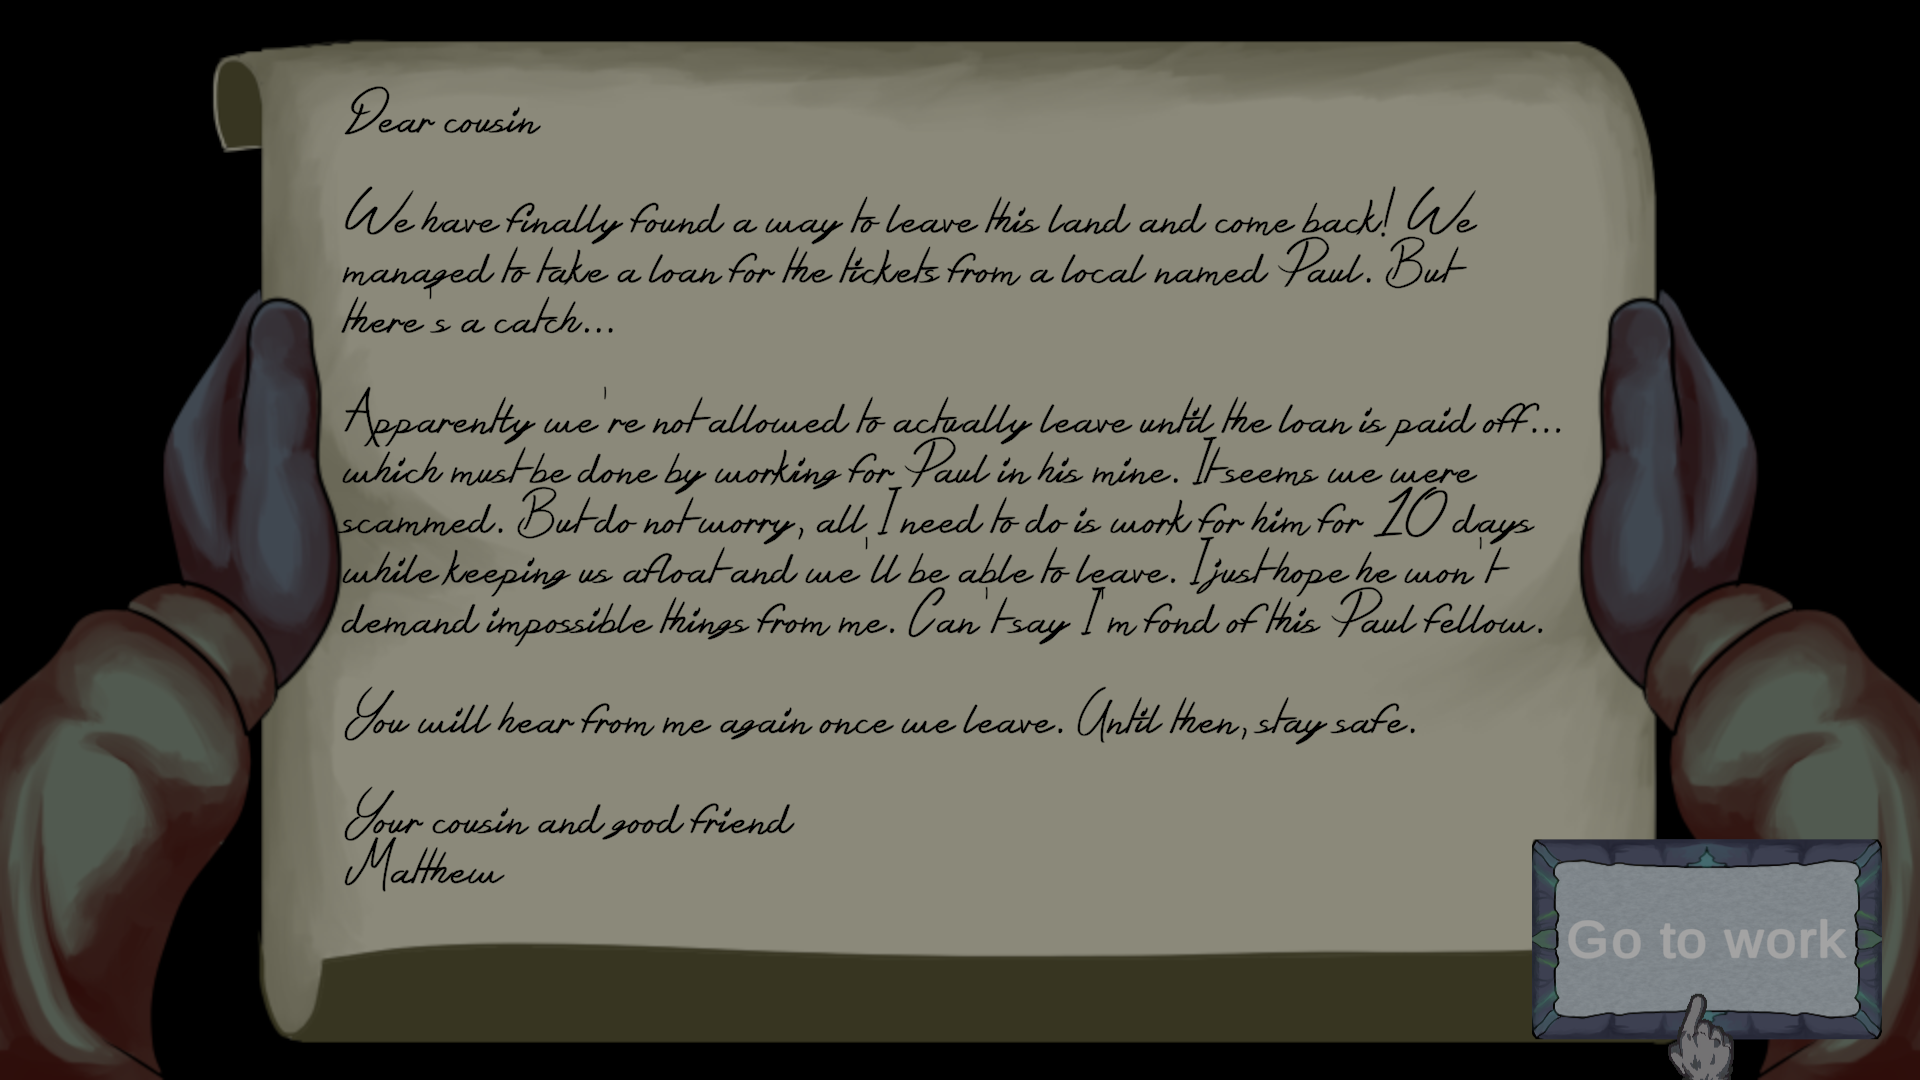 Dear cousin
We have finally found a way to leave this land and come back! We
managed to take a loan for the tickets from a local named Paul. But
there's a catch...
Apparently we're not allowed to actually leave until the loan is paid off...
which must be done by working for Paul in his mine. It seems we were
scammed. But do not worry, all I need to do is work for him for 10 days
while keeping us afloat and we'll be able to leave. I just hope he won't
demand impossible things from me. Can't say I'm fond of this Paul fellow.
You will hear from me again once we leave. Until then, stay safe.
Your cousin and good friend
Matthew
Go to work